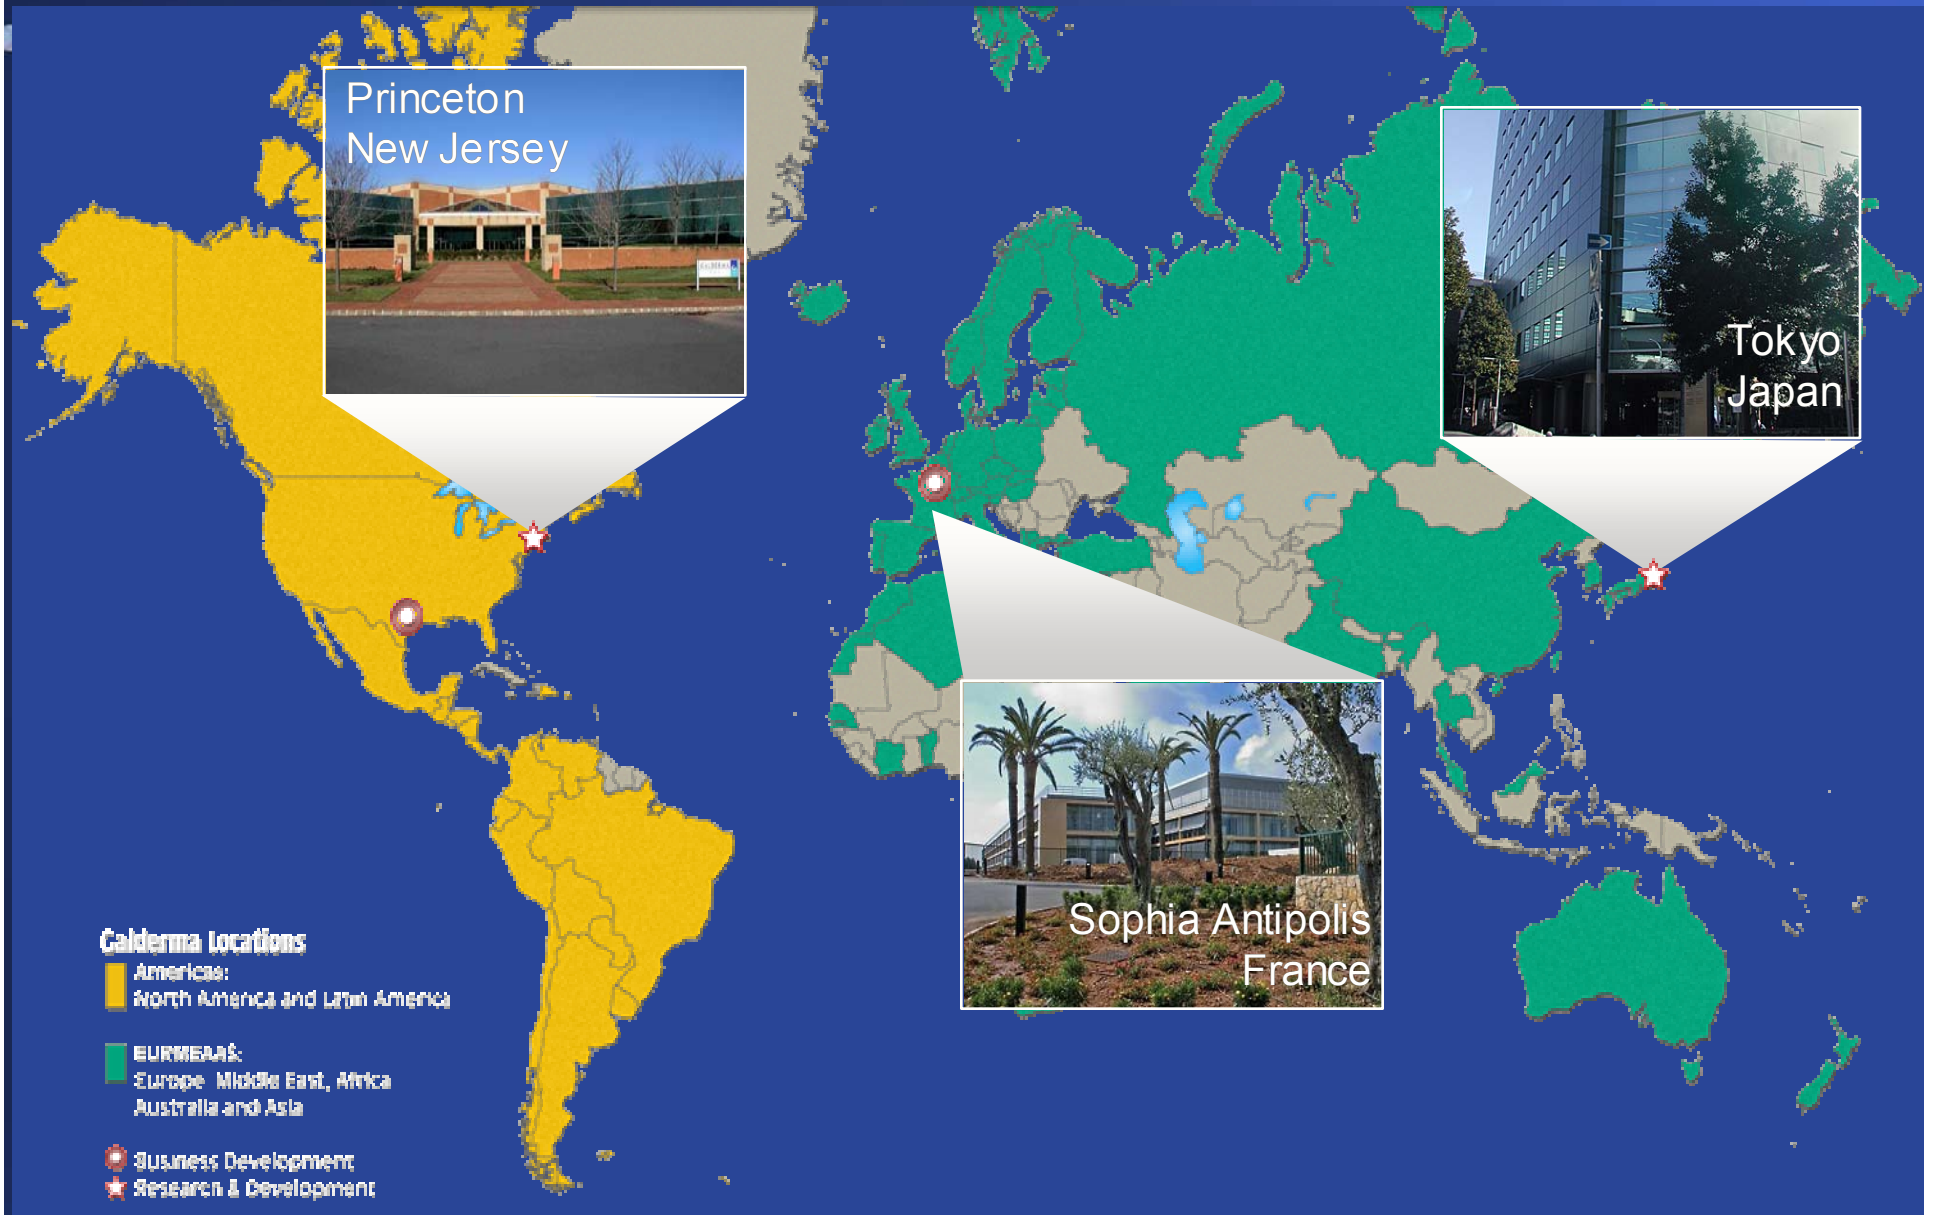 Princeton
New Jersey
Tokyo
Japan
Sophia Antipolis
France
Galderma Locations
Americas:
North America and Latin America
EURMEAAS:
Europe Middle East, Africa
Australia and Asia
Business Development
Research & Development